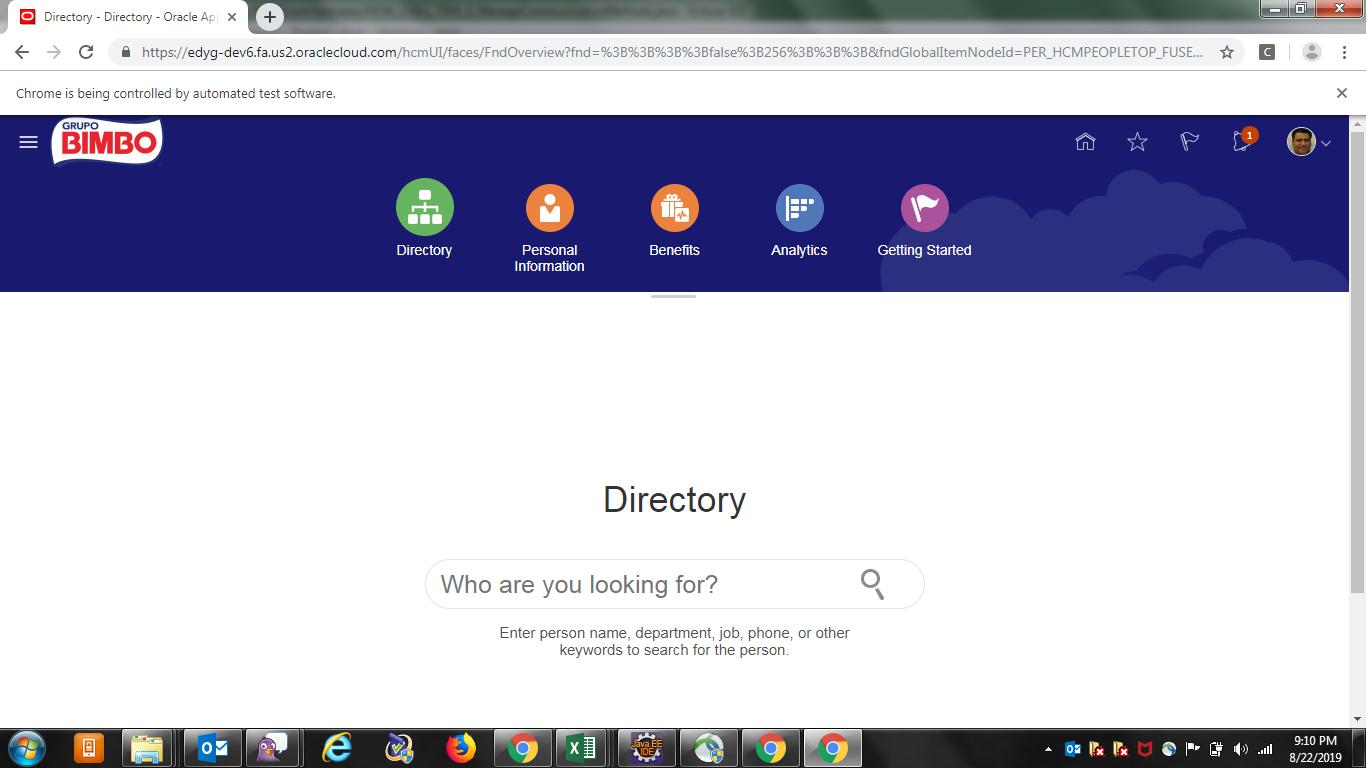 Directory - Directory - Oracle Ap
https://edyg-dev6.fa.us2.oraclecloud.com/hcmUI/faces/FndOverview?fnd=%3B%3B%3B%3Bfalse%3B256%3B%3B%3B&fndGlobalItemNodeId=PER_HCMPEOPLETOP_FUSE...
C
Chrome is being controlled by automated test software.
GRUPO
BIMBO
1
Directory
Personal
Information
Benefits
Analytics
Getting Started
Directory
Who are you looking for?
Enter person name, department, job, phone, or other
keywords to search for the person.
Java EE
IDE
9:10 PM
8/22/2019